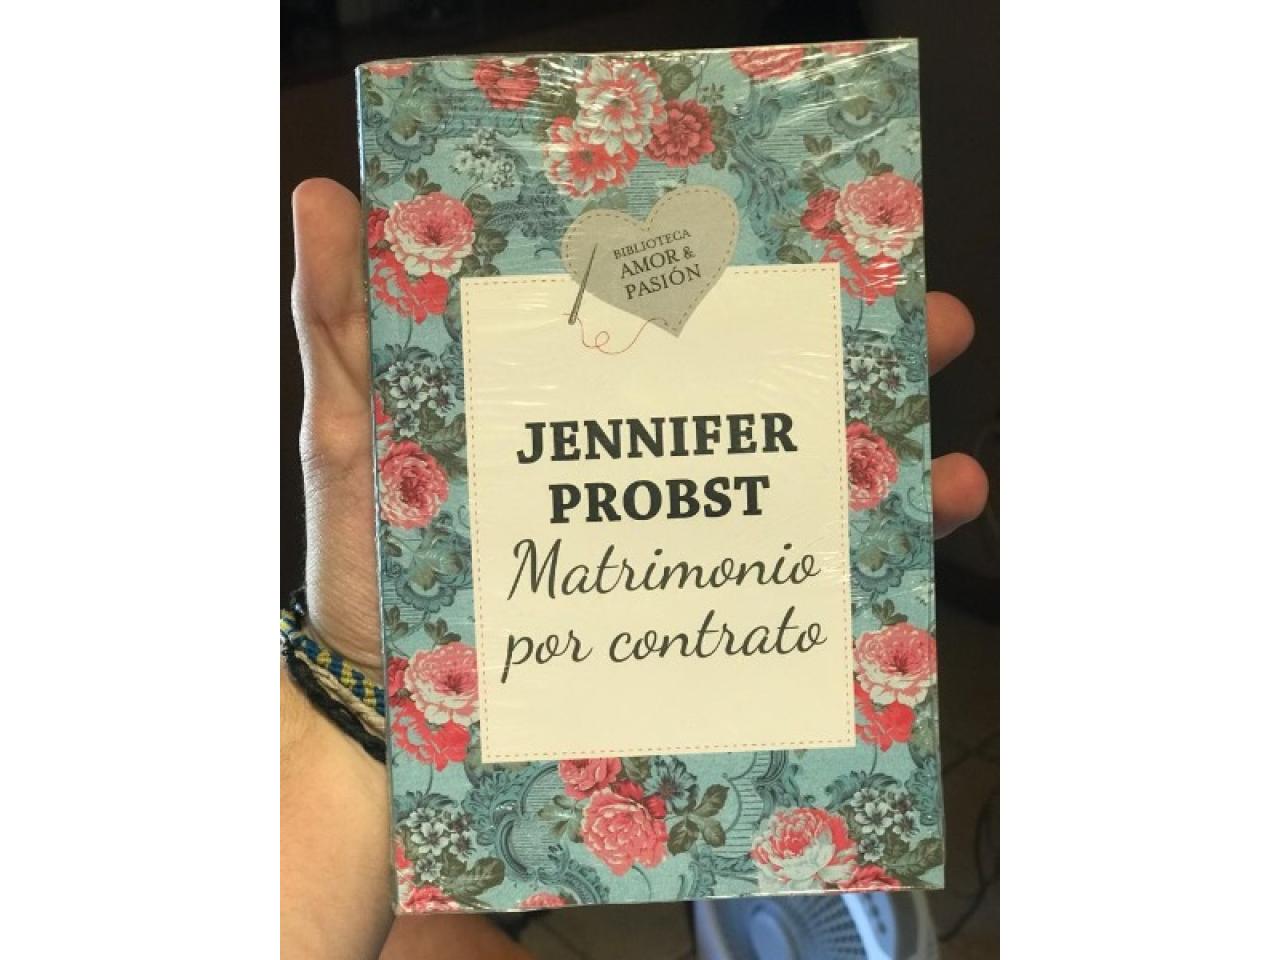 BIBLIOTECA
AMOR &
PASIÓN
JENNIFER
PROBST
Matrimonio
por contrato